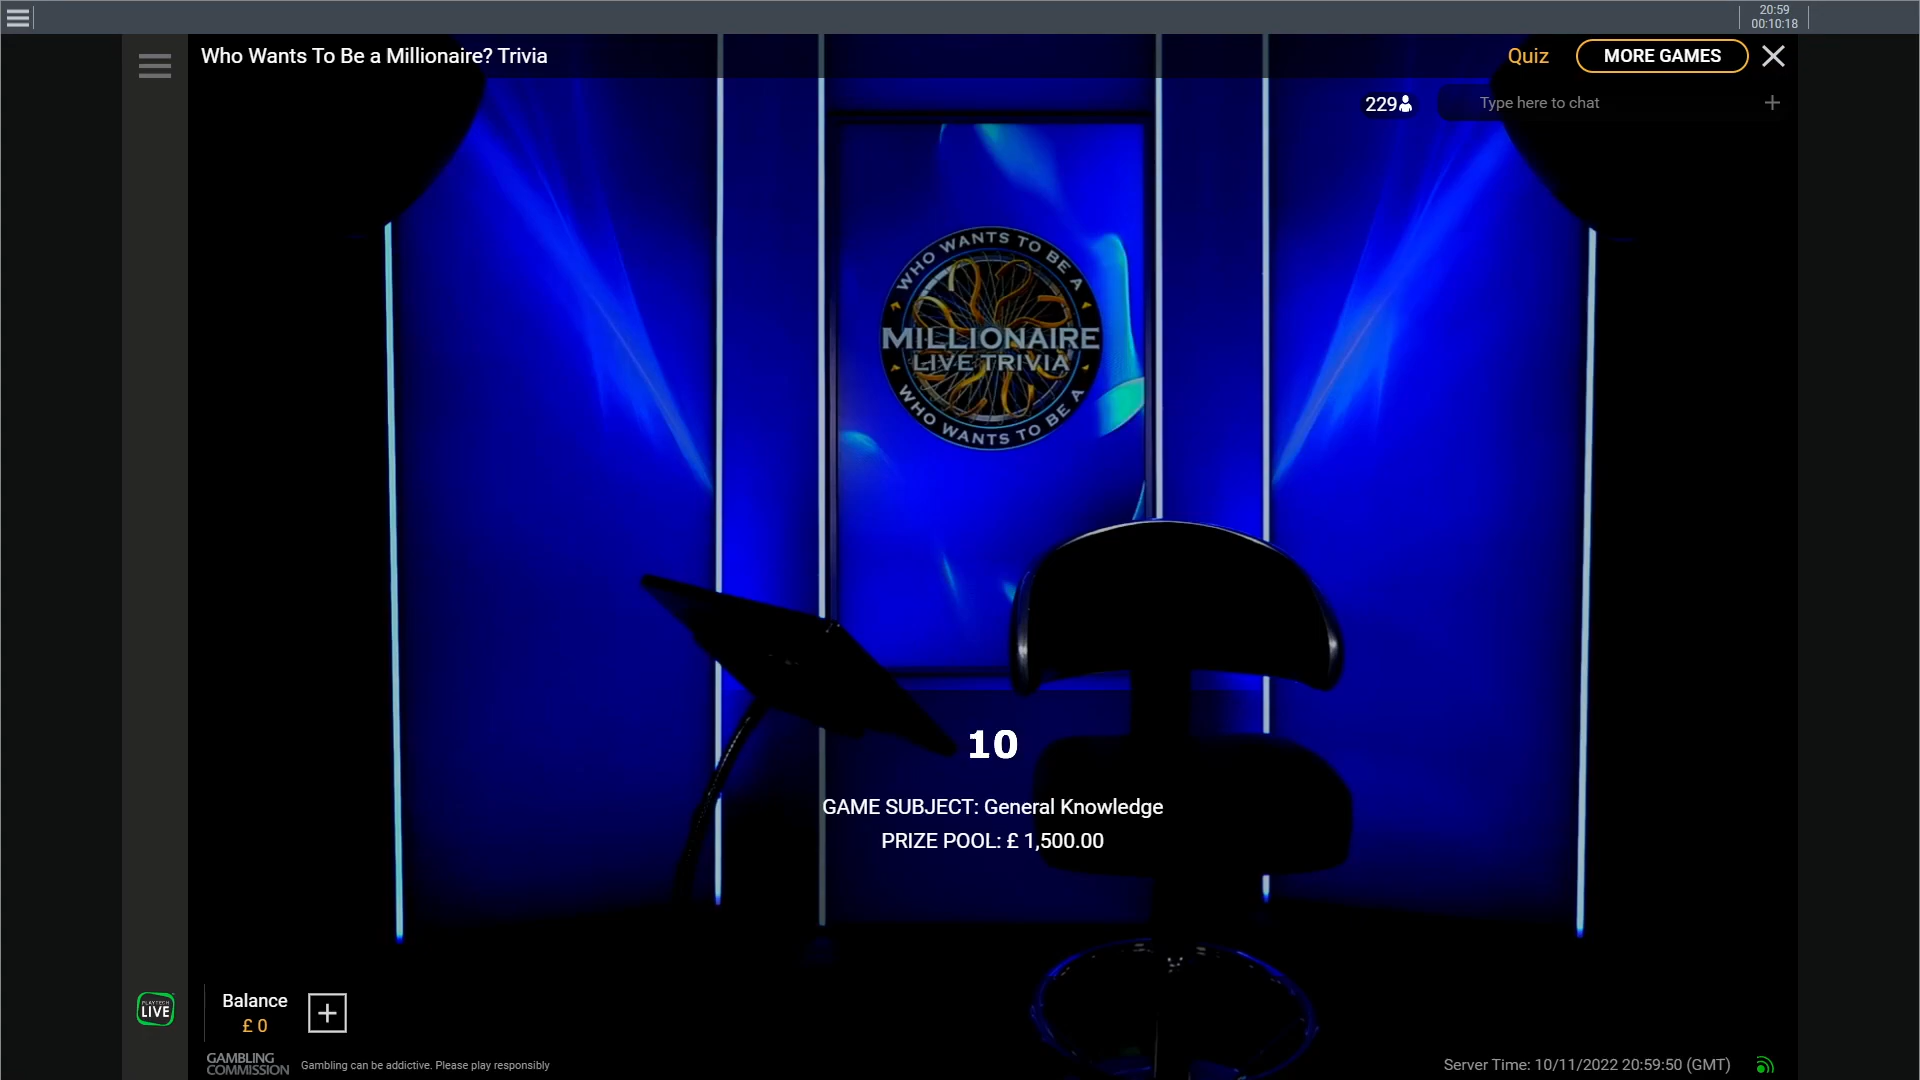 20:59
00:10:18
Who Wants To Be a Millionaire? Trivia
Quiz
MORE GAMES
229
Type here to chat
WHO WANTS TO BE A
MILLIONAIRE
LIVE TRIVIA
WHO WANTS TO BE A
10
GAME SUBJECT: General Knowledge
PRIZE POOL: £ 1,500.00
PLAYTECH
LIVE
Balance
£ 0
GAMBLING
COMMISSION
Gambling can be addictive. Please play responsibly
Server Time: 10/11/2022 20:59:50 (GMT)